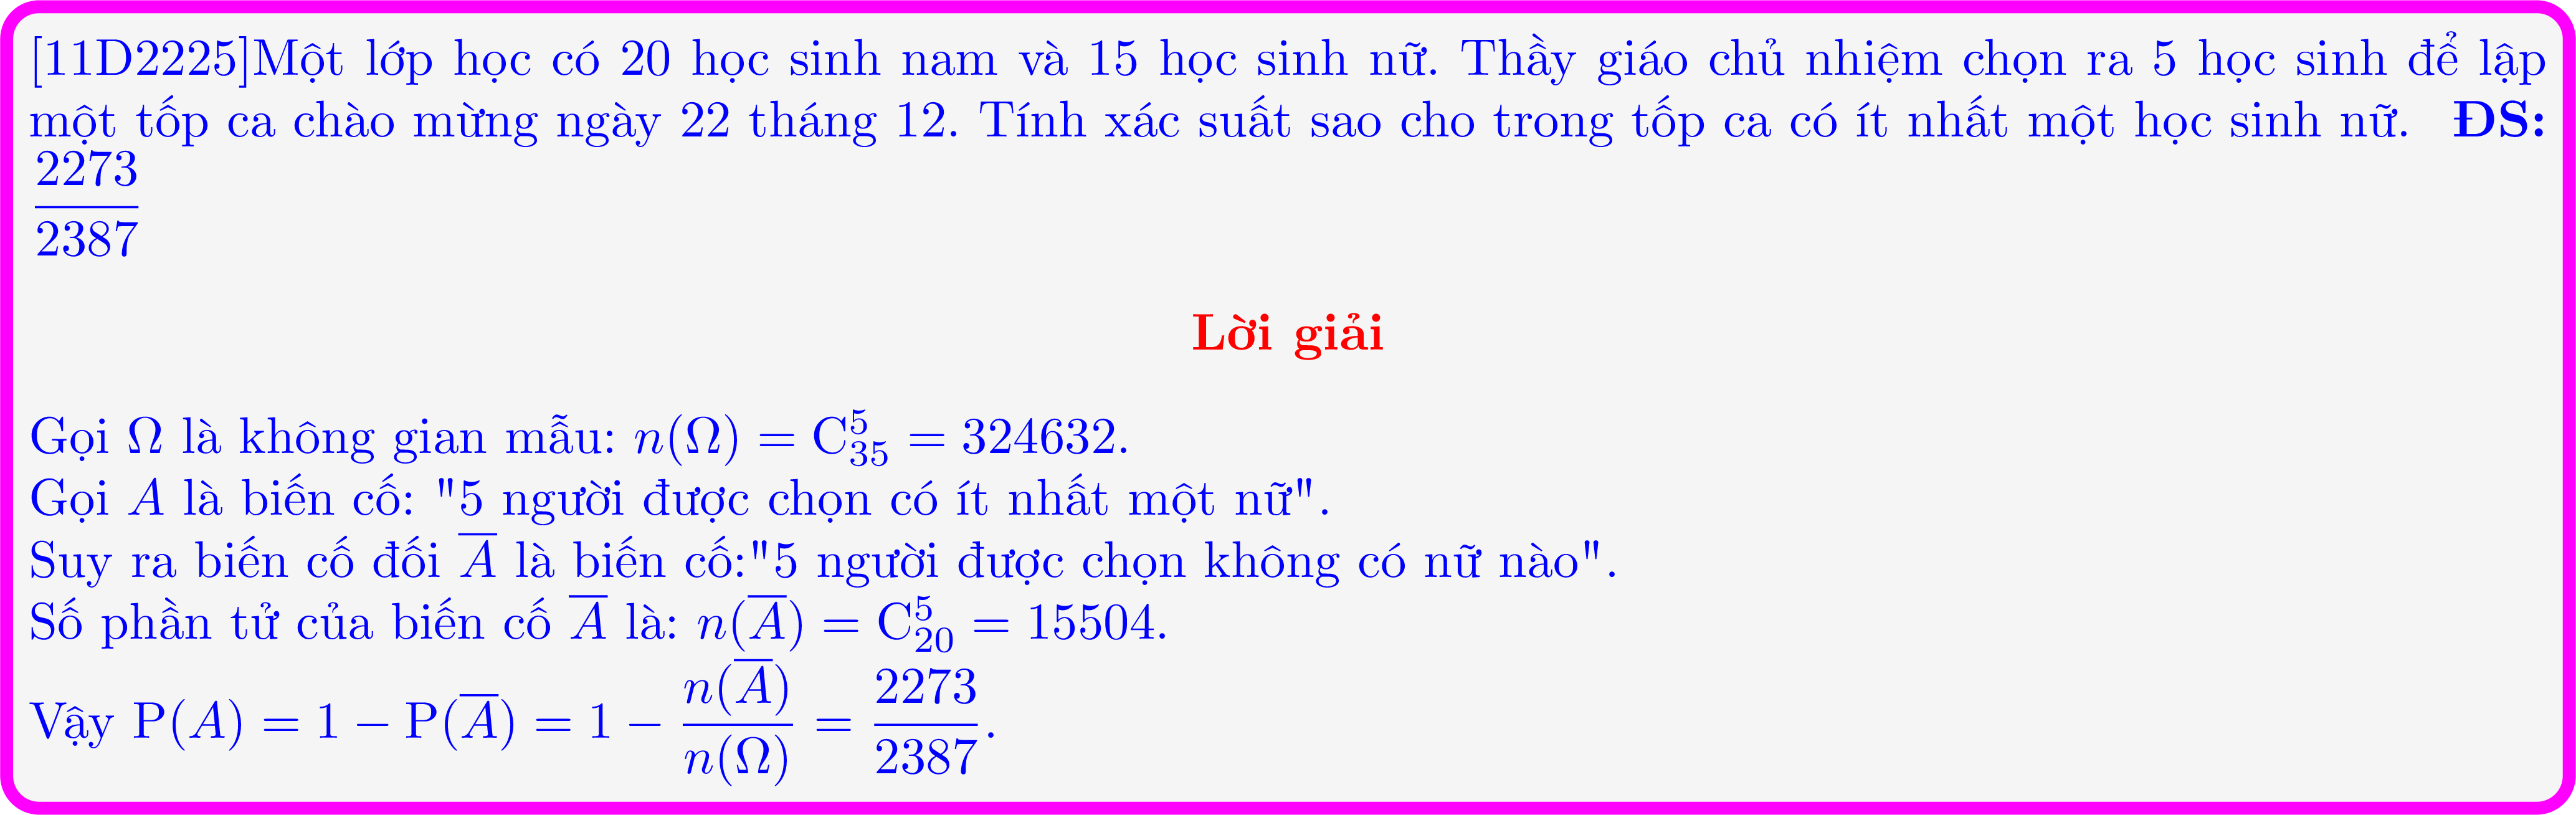 [11D2225]Một lớp học có 20 học sinh nam và 15 học sinh nữ. Thầy giáo chủ nhiệm chọn ra 5 học sinh để lập
một tốp ca chào mừng ngày 22 tháng 12. Tính xác suất sao cho trong tốp ca có ít nhất một học sinh nữ. ĐS:
$\frac{2273}{2387}$
Lời giải
Gọi $\Omega$ là không gian mẫu: $n(\Omega) = \mathrm{C}_{35}^{5} = 324632$.
Gọi $A$ là biến cố: "5 người được chọn có ít nhất một nữ".
Suy ra biến cố đối $\overline{A}$ là biến cố:"5 người được chọn không có nữ nào".
Số phần tử của biến cố $\overline{A}$ là: $n(\overline{A}) = \mathrm{C}_{20}^{5} = 15504$.
Vậy $\mathrm{P}(A) = 1 - \mathrm{P}(\overline{A}) = 1 - \frac{n(\overline{A})}{n(\Omega)} = \frac{2273}{2387}$.